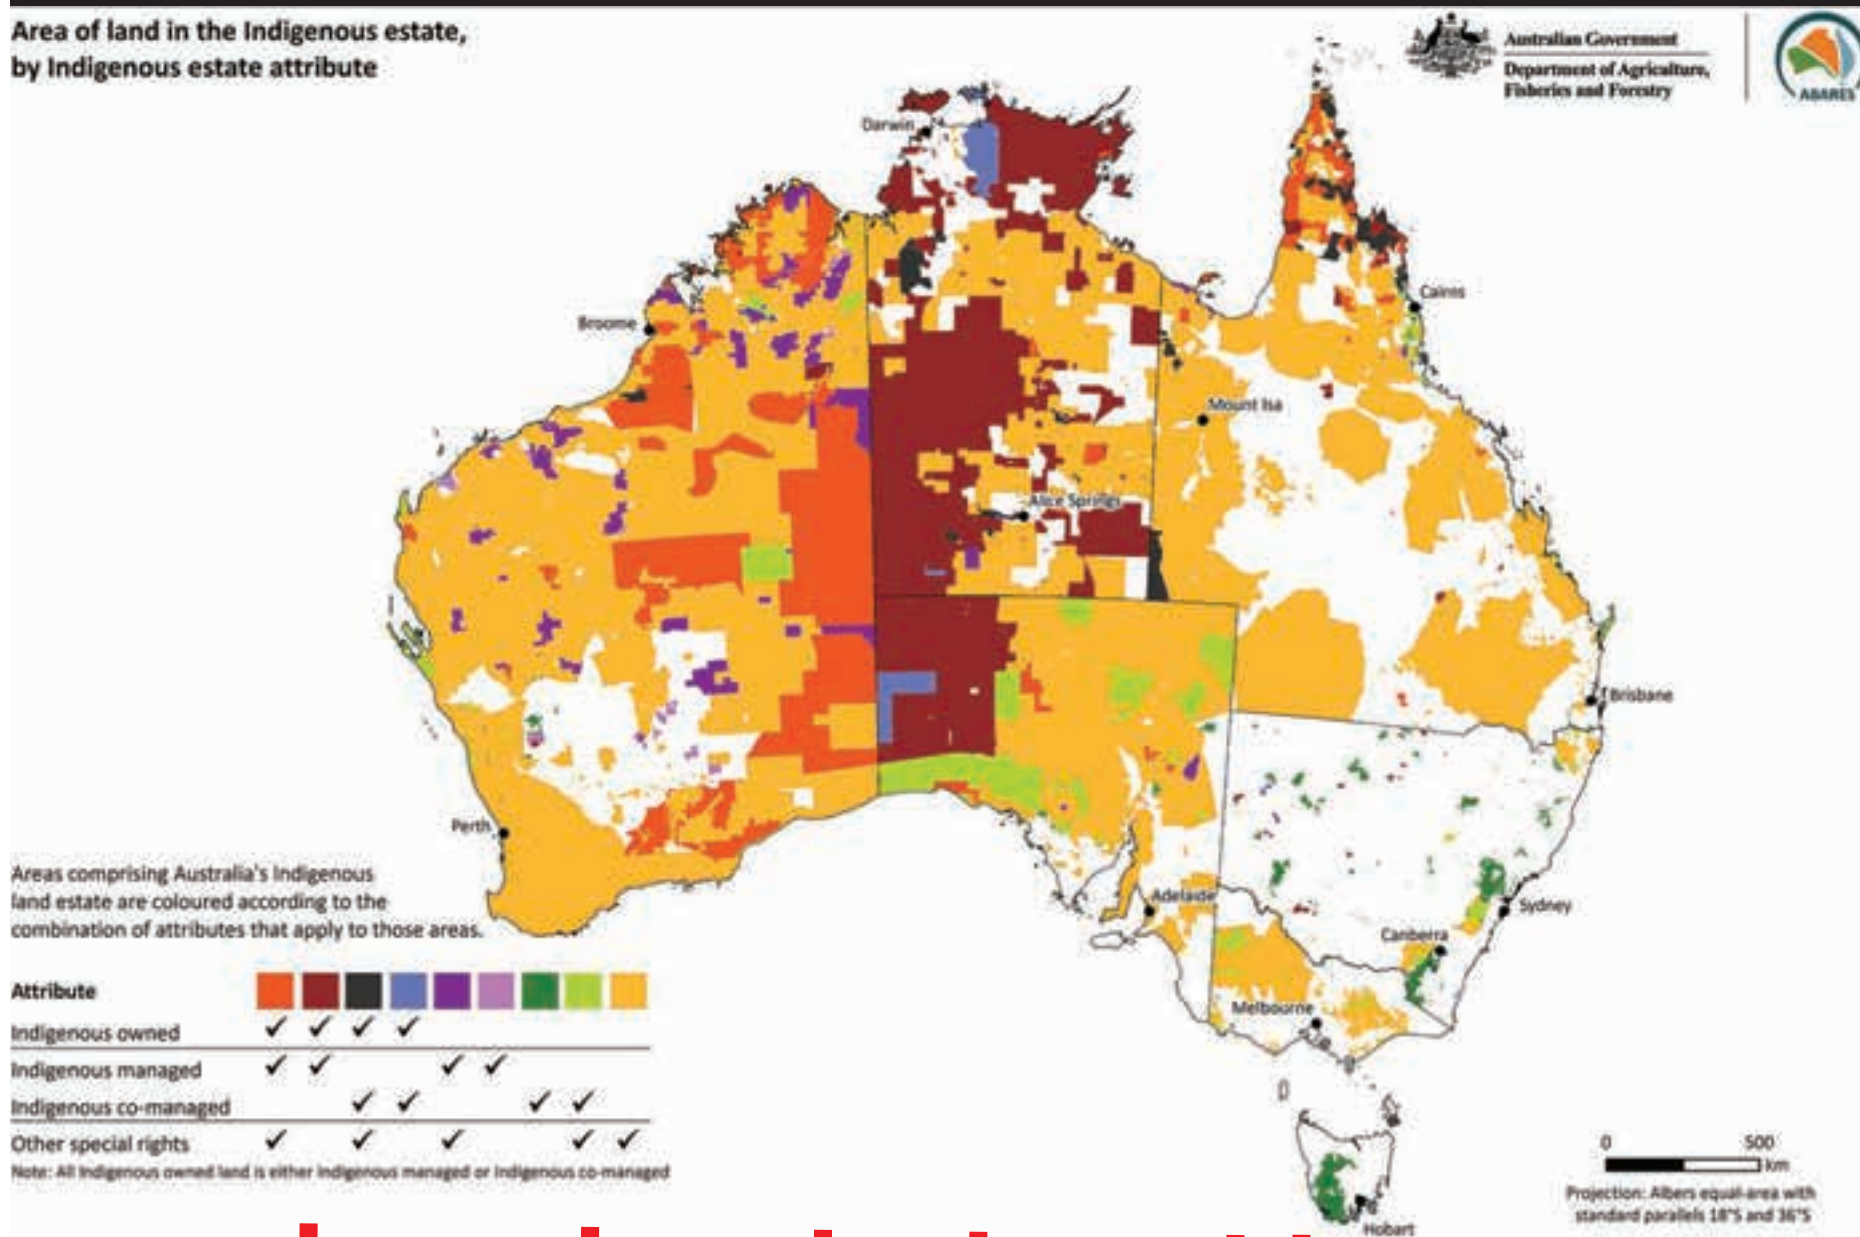 Area of land in the Indigenous estate,
by Indigenous estate attribute
Australian Government
Department of Agriculture,
Fisheries and Forestry
ABARES
Darwin
Cairns
Broome
Mount Isa
Alice Springs
Brisbane
Perth
Adelaide
Sydney
Canberra
Melbourne
Hobart
Areas comprising Australia's Indigenous
land estate are coloured according to the
combination of attributes that apply to those areas.
Attribute
Indigenous owned
Indigenous managed
Indigenous co-managed
Other special rights
Note: All Indigenous owned land is either Indigenous managed or Indigenous co-managed
0 500
km
Projection: Albers equal-area with
standard parallels 18°S and 36°S